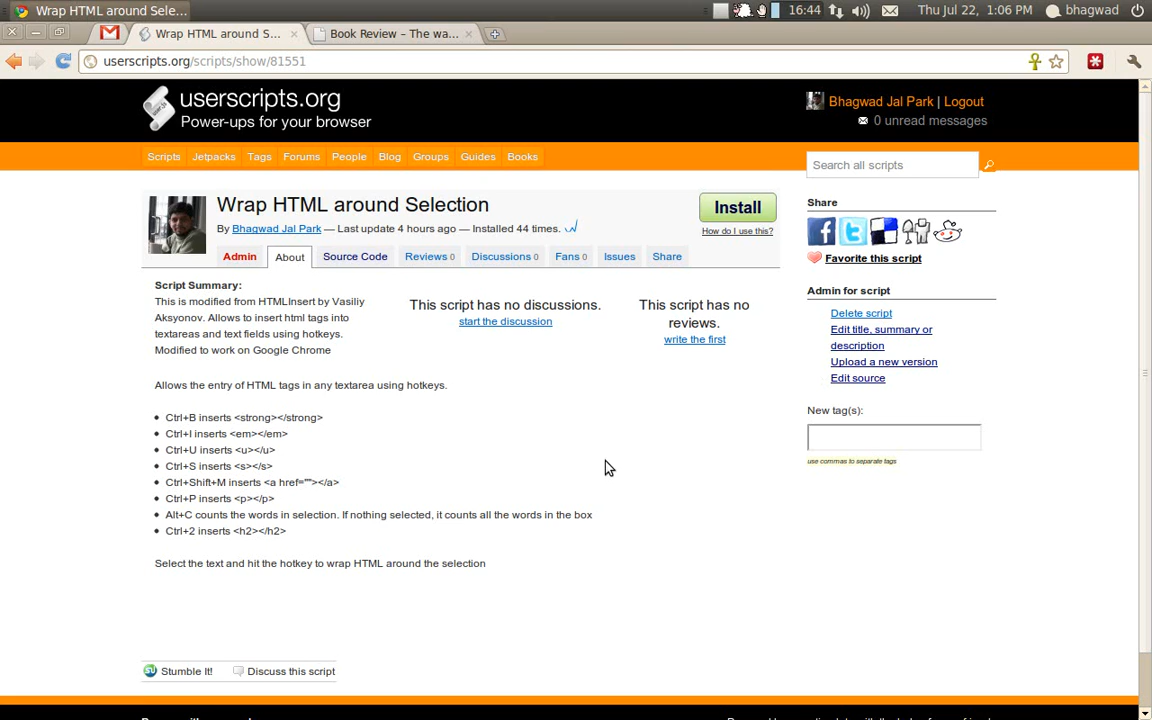 Wrap HTML around Sele...
16:44
Thu Jul 22, 1:06 PM
bhagwad
Wrap HTML around S...
Book Review – The wa...
userscripts.org/scripts/show/81551
userscripts.org
Power-ups for your browser
Bhagwad Jal Park | Logout
0 unread messages
Scripts Jetpacks Tags Forums People Blog Groups Guides Books
Search all scripts
Wrap HTML around Selection
Install
By Bhagwad Jal Park — Last update 4 hours ago — Installed 44 times.
How do I use this?
Admin About Source Code Reviews 0 Discussions 0 Fans 0 Issues Share
Script Summary:
This is modified from HTMLInsert by Vasiliy
Aksyonov. Allows to insert html tags into
textareas and text fields using hotkeys.
Modified to work on Google Chrome
This script has no discussions.
start the discussion
This script has no
reviews.
write the first
Allows the entry of HTML tags in any textarea using hotkeys.
Ctrl+B inserts <strong></strong>
Ctrl+I inserts <em></em>
Ctrl+U inserts <u></u>
Ctrl+S inserts <s></s>
Ctrl+Shift+M inserts <a href=""></a>
Ctrl+P inserts <p></p>
Alt+C counts the words in selection. If nothing selected, it counts all the words in the box
Ctrl+2 inserts <h2></h2>
Select the text and hit the hotkey to wrap HTML around the selection
Stumble It!
Discuss this script
Share
Favorite this script
Admin for script
Delete script
Edit title, summary or
description
Upload a new version
Edit source
New tag(s):
use commas to separate tags